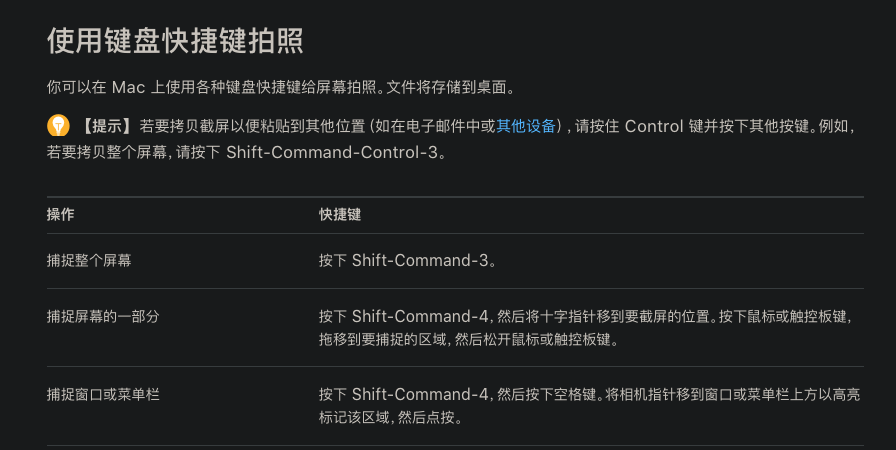 使用键盘快捷键拍照
你可以在 Mac 上使用各种键盘快捷键给屏幕拍照。文件将存储到桌面。
【提示】若要拷贝截屏以便粘贴到其他位置（如在电子邮件中或其他设备），请按住 Control 键并按下其他按键。例如，
若要拷贝整个屏幕，请按下 Shift-Command-Control-3。
操作 快捷键
捕捉整个屏幕 按下 Shift-Command-3。
捕捉屏幕的一部分 按下 Shift-Command-4，然后将十字指针移到要截屏的位置。按下鼠标或触控板键，
拖移到要捕捉的区域，然后松开鼠标或触控板键。
捕捉窗口或菜单栏 按下 Shift-Command-4，然后按下空格键。将相机指针移到窗口或菜单栏上方以高亮
标记该区域，然后点按。